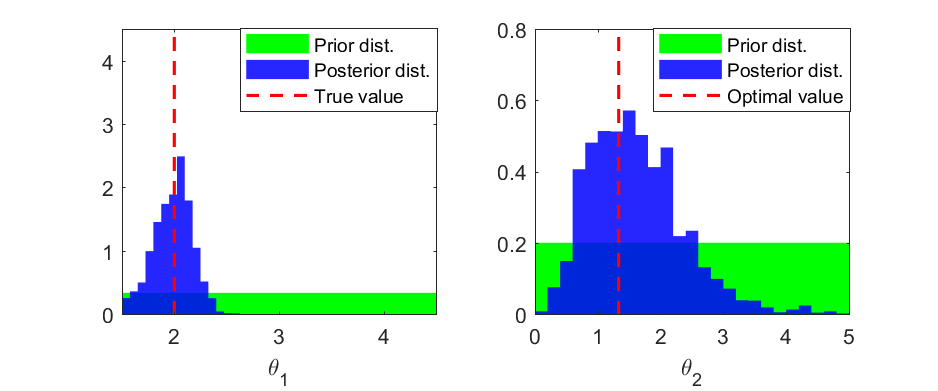 4
3
2
1
0
2
3
4
θ1
Prior dist.
Posterior dist.
True value
0.8
0.6
0.4
0.2
0
0
1
2
3
4
5
θ2
Prior dist.
Posterior dist.
Optimal value